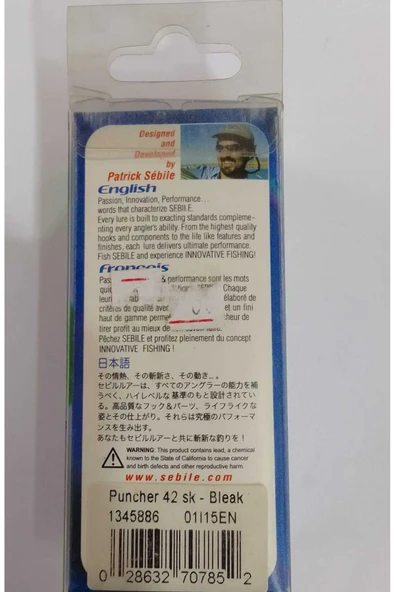 Designed
and
Developed
by
Patrick Sébile
English
Passion, Innovation, Performance...
words that characterize SEBILE.
Every lure is built to exacting standards compleme-
nting every angler's ability. From the highest quality
hooks and components to the life like features and
finishes, each lure delivers ultimate performance.
Fish SEBILE and experience INNOVATIVE FISHING!
Français
& performance sont les mots
Chaque
élaboré de
critères de qualité avec et un fini
haut de gamme
tirer profit au mieux de
Pêchez SEBILE et profitez pleinement du concept
INNOVATIVE FISHING !
日本語
その情熱、その斬新さ、その動き…。
セビルルアーは、すべてのアングラーの能力を補
うべく、ハイレベルな基準のもと設計されてい
る。高品質なフック&パーツ、ライフライクな
姿とその仕上がり。それらは究極のパフォーマ
ンスを生み出す。
あなたもセビルルアーと共に斬新な釣りを！
WARNING: This product contains lead, a chemical
known to the State of California to cause cancer
and birth defects and other reproductive harm.
www.sebile.com
Puncher 42 sk - Bleak
1345886 01I15EN
0 28632 70785 2